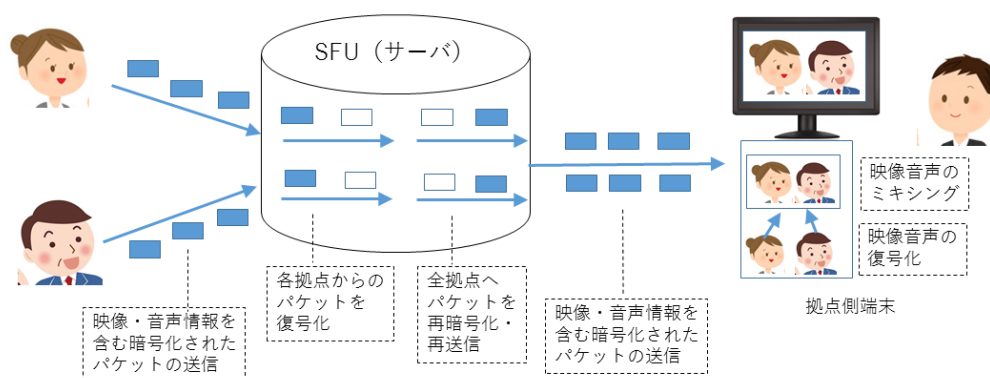 SFU（サーバ）
映像・音声情報を
含む暗号化された
パケットの送信
各拠点からの
パケットを
復号化
全拠点へ
パケットを
再暗号化・
再送信
映像・音声情報を
含む暗号化された
パケットの送信
映像音声の
ミキシング
映像音声の
復号化
拠点側端末